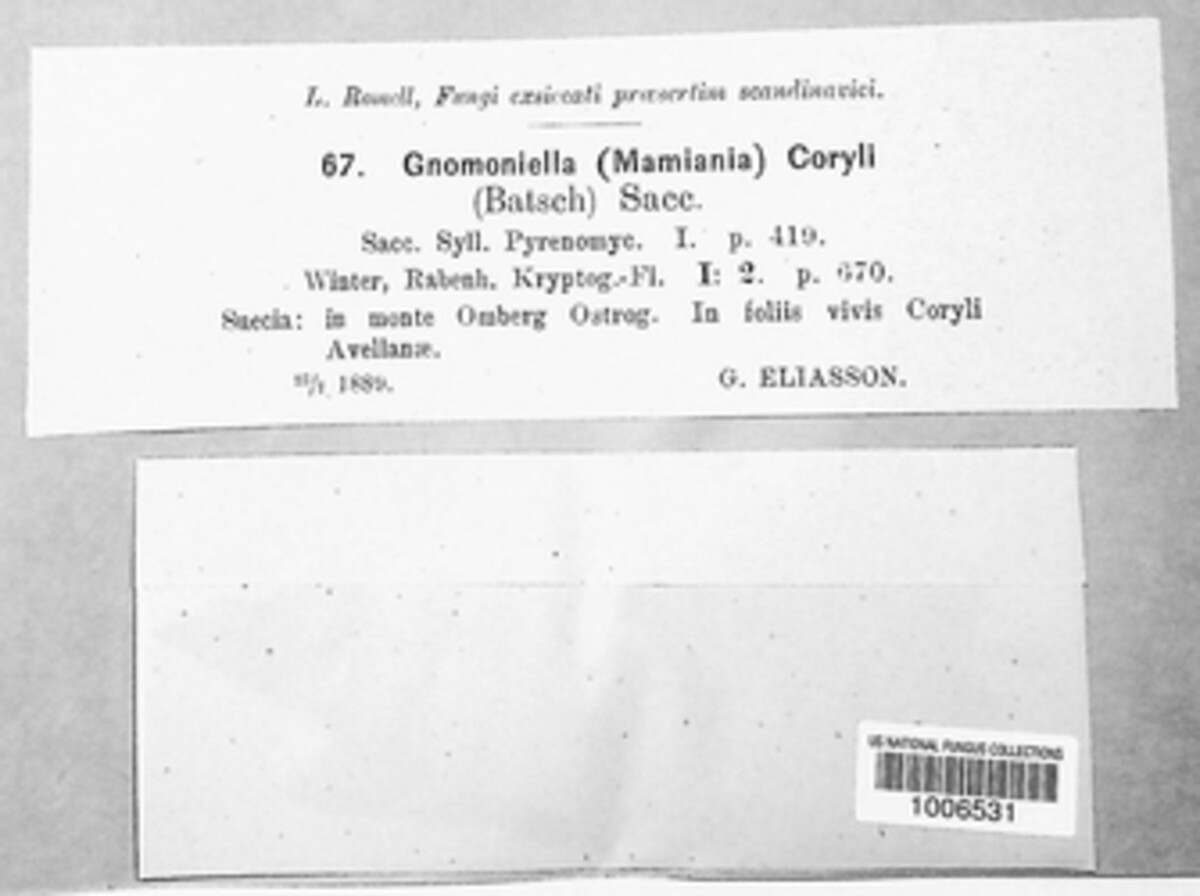 L. Romell, Fungi exsiccati præsertim scandinavici.
67. Gnomoniella (Mamiania) Coryli
(Batsch) Sacc.
Sacc. Syll. Pyrenomyc. I. p. 419.
Winter, Rabenh. Kryptog.-Fl. I: 2. p. 670.
Suecia: in monte Omberg Ostrog. In foliis vivis Coryli
Avellanæ.
1889. G. ELIASSON.
US NATIONAL FUNGUS COLLECTIONS
1006531